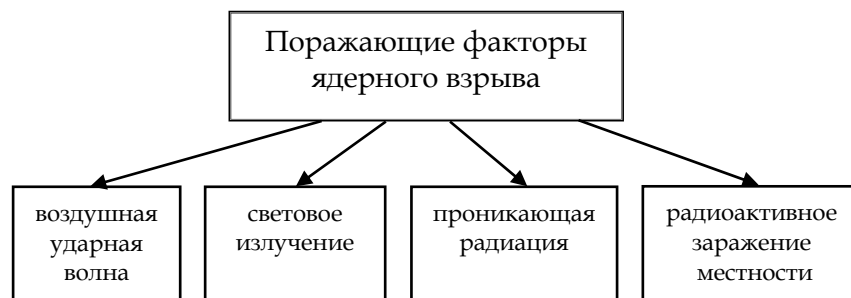 Поражающие факторы
ядерного взрыва
воздушная
ударная
волна
световое
излучение
проникающая
радиация
радиоактивное
заражение
местности